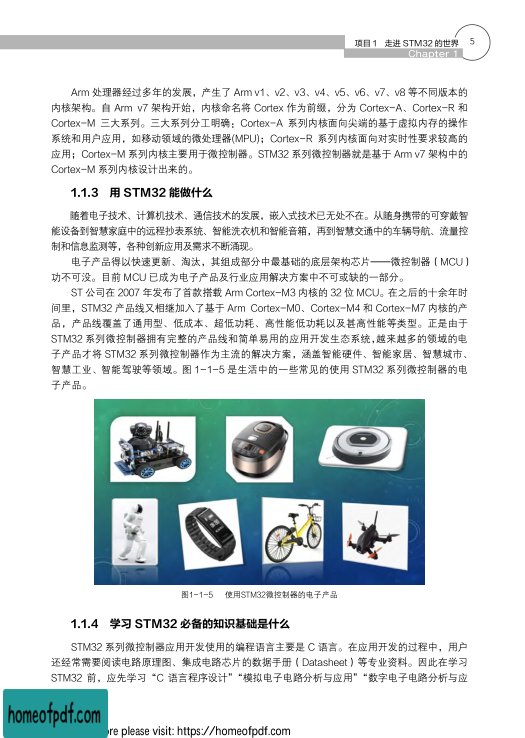 项目 1　走进 STM32 的世界
5
Chapter 1
Arm 处理器经过多年的发展，产生了 Arm v1、v2、v3、v4、v5、v6、v7、v8 等不同版本的
内核架构。自 Arm v7 架构开始，内核命名将 Cortex 作为前缀，分为 Cortex-A、Cortex-R 和
Cortex-M 三大系列。三大系列分工明确；Cortex-A 系列内核面向尖端的基于虚拟内存的操作
系统和用户应用，如移动领域的微处理器(MPU)；Cortex-R 系列内核面向对实时性要求较高的
应用；Cortex-M 系列内核主要用于微控制器。STM32 系列微控制器就是基于 Arm v7 架构中的
Cortex-M 系列内核设计出来的。
1.1.3　用 STM32 能做什么
随着电子技术、计算机技术、通信技术的发展，嵌入式技术已无处不在。从随身携带的可穿戴智
能设备到智慧家庭中的远程抄表系统、智能洗衣机和智能音箱，再到智慧交通中的车辆导航、流量控
制和信息监测等，各种创新应用及需求不断涌现。
电子产品得以快速更新、淘汰，其组成部分中最基础的底层架构芯片——微控制器（MCU）
功不可没。目前 MCU 已成为电子产品及行业应用解决方案中不可或缺的一部分。
ST 公司在 2007 年发布了首款搭载 Arm Cortex-M3 内核的 32 位 MCU。在之后的十余年时
间里，STM32 产品线又相继加入了基于 Arm Cortex-M0、Cortex-M4 和 Cortex-M7 内核的产
品，产品线覆盖了通用型、低成本、超低功耗、高性能低功耗以及甚高性能等类型。正是由于
STM32 系列微控制器拥有完整的产品线和简单易用的应用开发生态系统，越来越多的领域的电
子产品才将 STM32 系列微控制器作为主流的解决方案，涵盖智能硬件、智能家居、智慧城市、
智慧工业、智能驾驶等领域。图 1-1-5 是生活中的一些常见的使用 STM32 系列微控制器的电
子产品。
图1-1-5　使用STM32微控制器的电子产品
1.1.4　学习 STM32 必备的知识基础是什么
STM32 系列微控制器应用开发使用的编程语言主要是 C 语言。在应用开发的过程中，用户
还经常需要阅读电路原理图、集成电路芯片的数据手册（Datasheet）等专业资料。因此在学习
STM32 前，应先学习“C 语言程序设计”“模拟电子电路分析与应用”“数字电子电路分析与应
homeofpdf.com
re please visit: https://homeofpdf.com